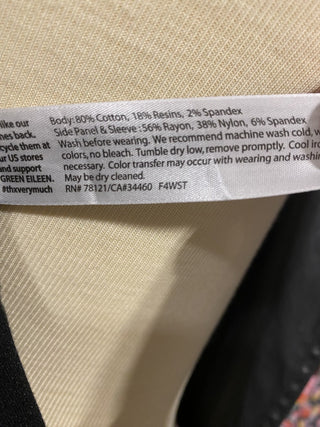 like our
nes back.
cycle them at
ur US stores
and support
GREEN EILEEN.
#thxverymuch
Body: 80% Cotton, 18% Resins, 2% Spandex
Side Panel & Sleeve : 56% Rayon, 38% Nylon, 6% Spandex
Wash before wearing. We recommend machine wash cold, w
colors, no bleach. Tumble dry low, remove promptly. Cool iro
necessary. Color transfer may occur with wearing and washin
May be dry cleaned.
RN# 78121/CA#34460 F4WST